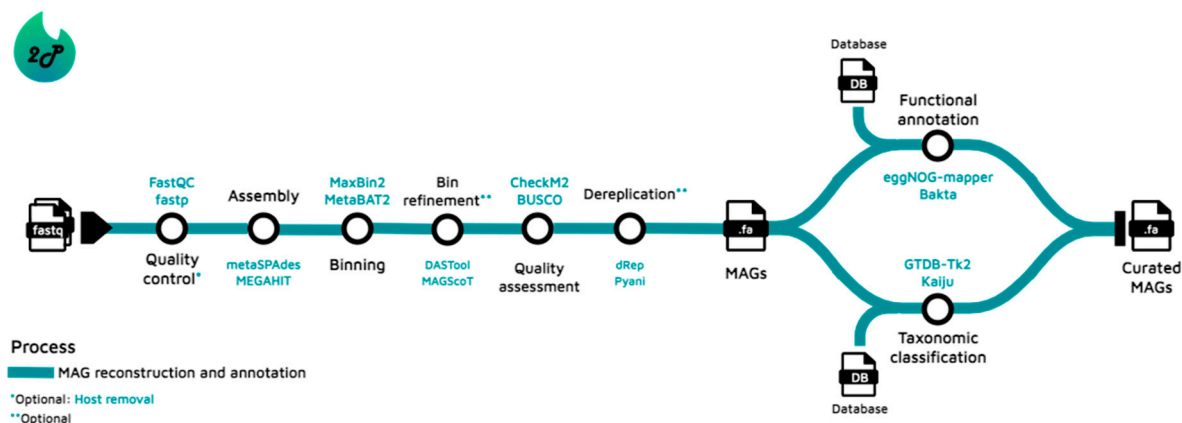 2P
Database
DB
Functional
annotation
eggNOG-mapper
Bakta
fastq
FastQC
fastp
Quality
control*
Assembly
metaSPAdes
MEGAHIT
MaxBin2
MetaBAT2
Binning
Bin
refinement**
DASTool
MAGScoT
CheckM2
BUSCO
Quality
assessment
Dereplication**
dRep
Pyani
.fa
MAGs
GTDB-Tk2
Kaiju
Taxonomic
classification
DB
Database
.fa
Curated
MAGs
Process
MAG reconstruction and annotation
*Optional: Host removal
**Optional